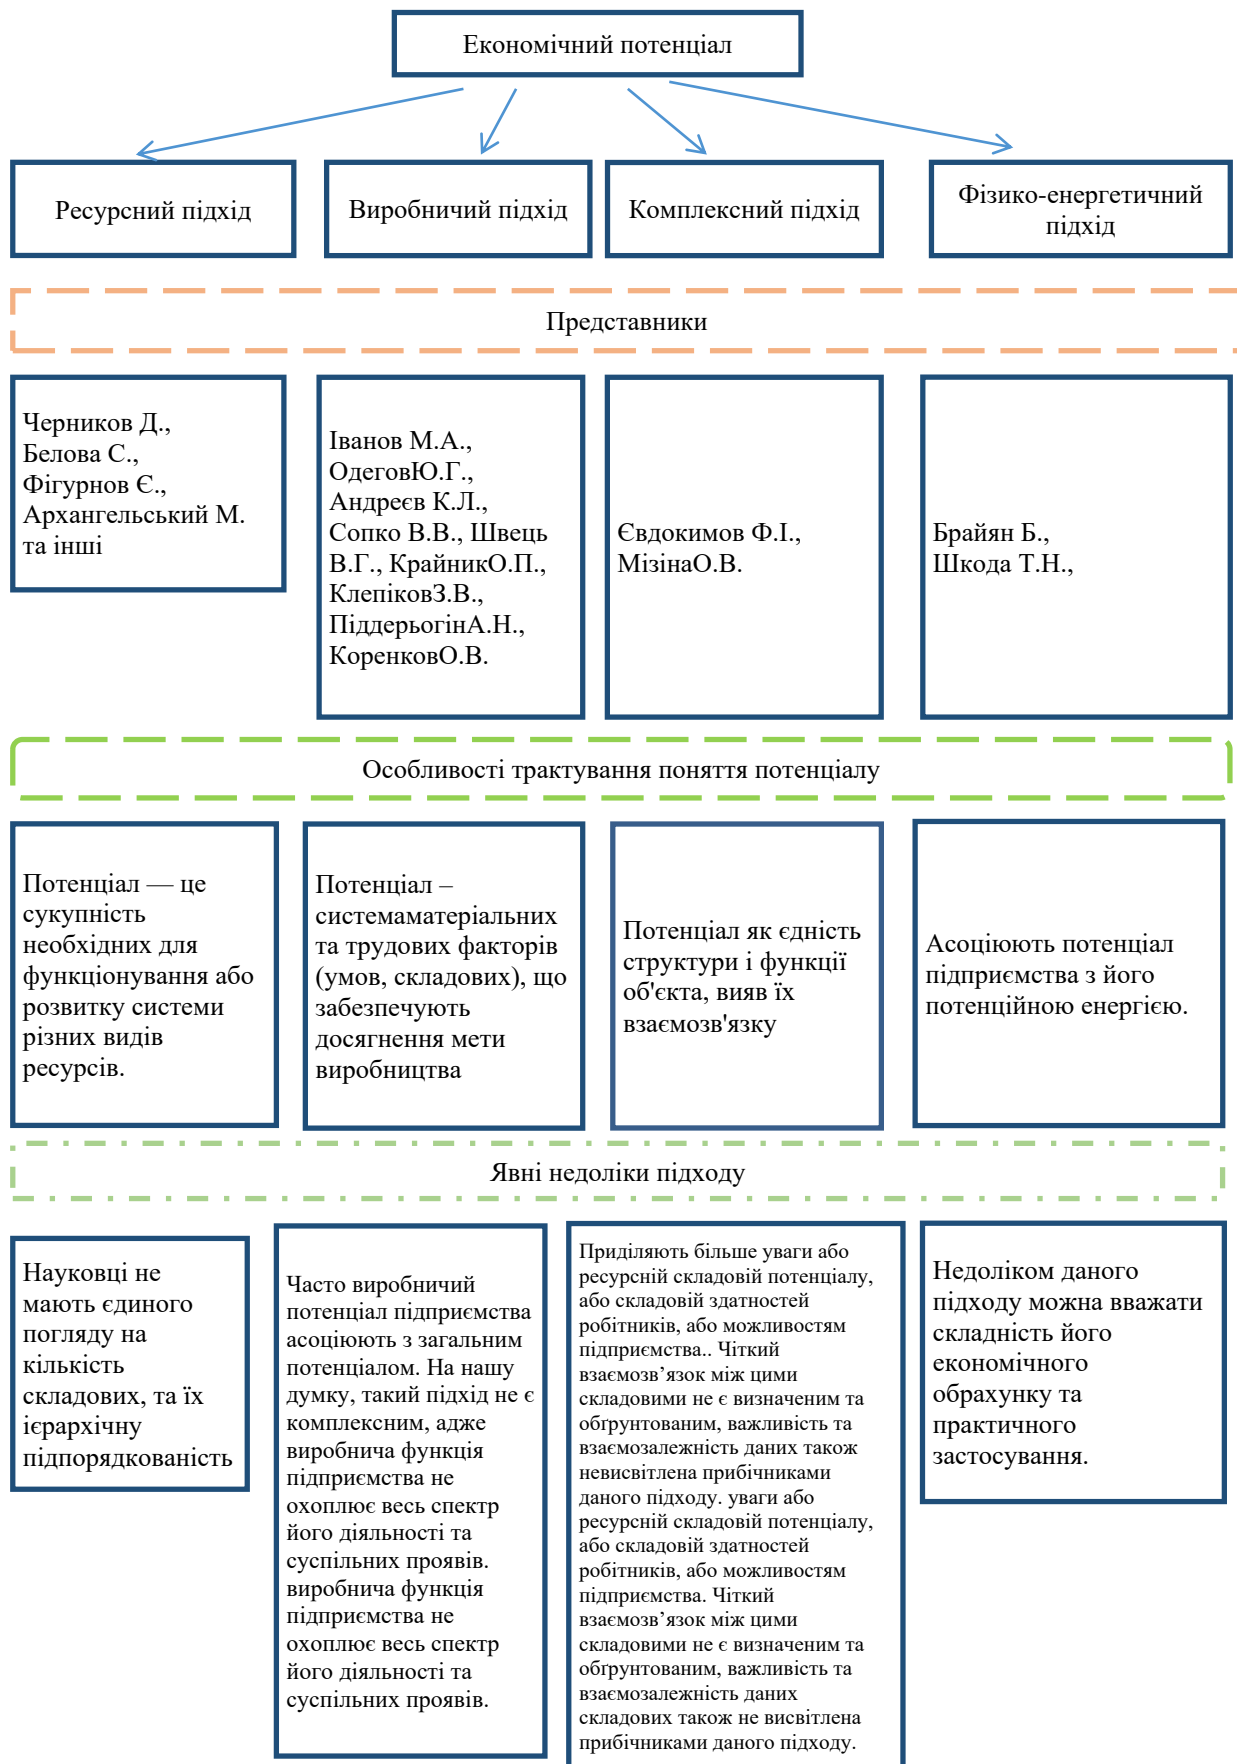 Економічний потенціал
Ресурсний підхід
Виробничий підхід
Комплексний підхід
Фізико-енергетичний
підхід
Представники
Черников Д.,
Белова С.,
Фігурнов Є.,
Архангельський М.
та інші
Іванов М.А.,
ОдеговЮ.Г.,
Андреєв К.Л.,
Сопко В.В., Швець
В.Г., КрайникО.П.,
КлепіковЗ.В.,
ПіддерьогінА.Н.,
КоренковО.В.
Євдокимов Ф.І.,
МізінаО.В.
Брайян Б.,
Шкода Т.Н.,
Особливості трактування поняття потенціалу
Потенціал — це
сукупність
необхідних для
функціонування або
розвитку системи
різних видів
ресурсів.
Потенціал –
системаматеріальних
та трудових факторів
(умов, складових), що
забезпечують
досягнення мети
виробництва
Потенціал як єдність
структури і функції
об'єкта, вияв їх
взаємозв'язку
Асоціюють потенціал
підприємства з його
потенційною енергією.
Явні недоліки підходу
Науковці не
мають єдиного
погляду на
кількість
складових, та їх
ієрархічну
підпорядкованість
Часто виробничий
потенціал підприємства
асоціюють з загальним
потенціалом. На нашу
думку, такий підхід не є
комплексним, адже
виробнича функція
підприємства не
охоплює весь спектр
його діяльності та
суспільних проявів.
виробнича функція
підприємства не
охоплює весь спектр
його діяльності та
суспільних проявів.
Приділяють більше уваги або
ресурсній складовій потенціалу,
або складовій здатностей
робітників, або можливостям
підприємства.. Чіткий
взаємозв’язок між цими
складовими не є визначеним та
обґрунтованим, важливість та
взаємозалежність даних також
невисвітлена прибічниками
даного підходу. уваги або
ресурсній складовій потенціалу,
або складовій здатностей
робітників, або можливостям
підприємства. Чіткий
взаємозв’язок між цими
складовими не є визначеним та
обґрунтованим, важливість та
взаємозалежність даних
складових також не висвітлена
прибічниками даного підходу.
Недоліком даного
підходу можна вважати
складність його
економічного
обрахунку та
практичного
застосування.